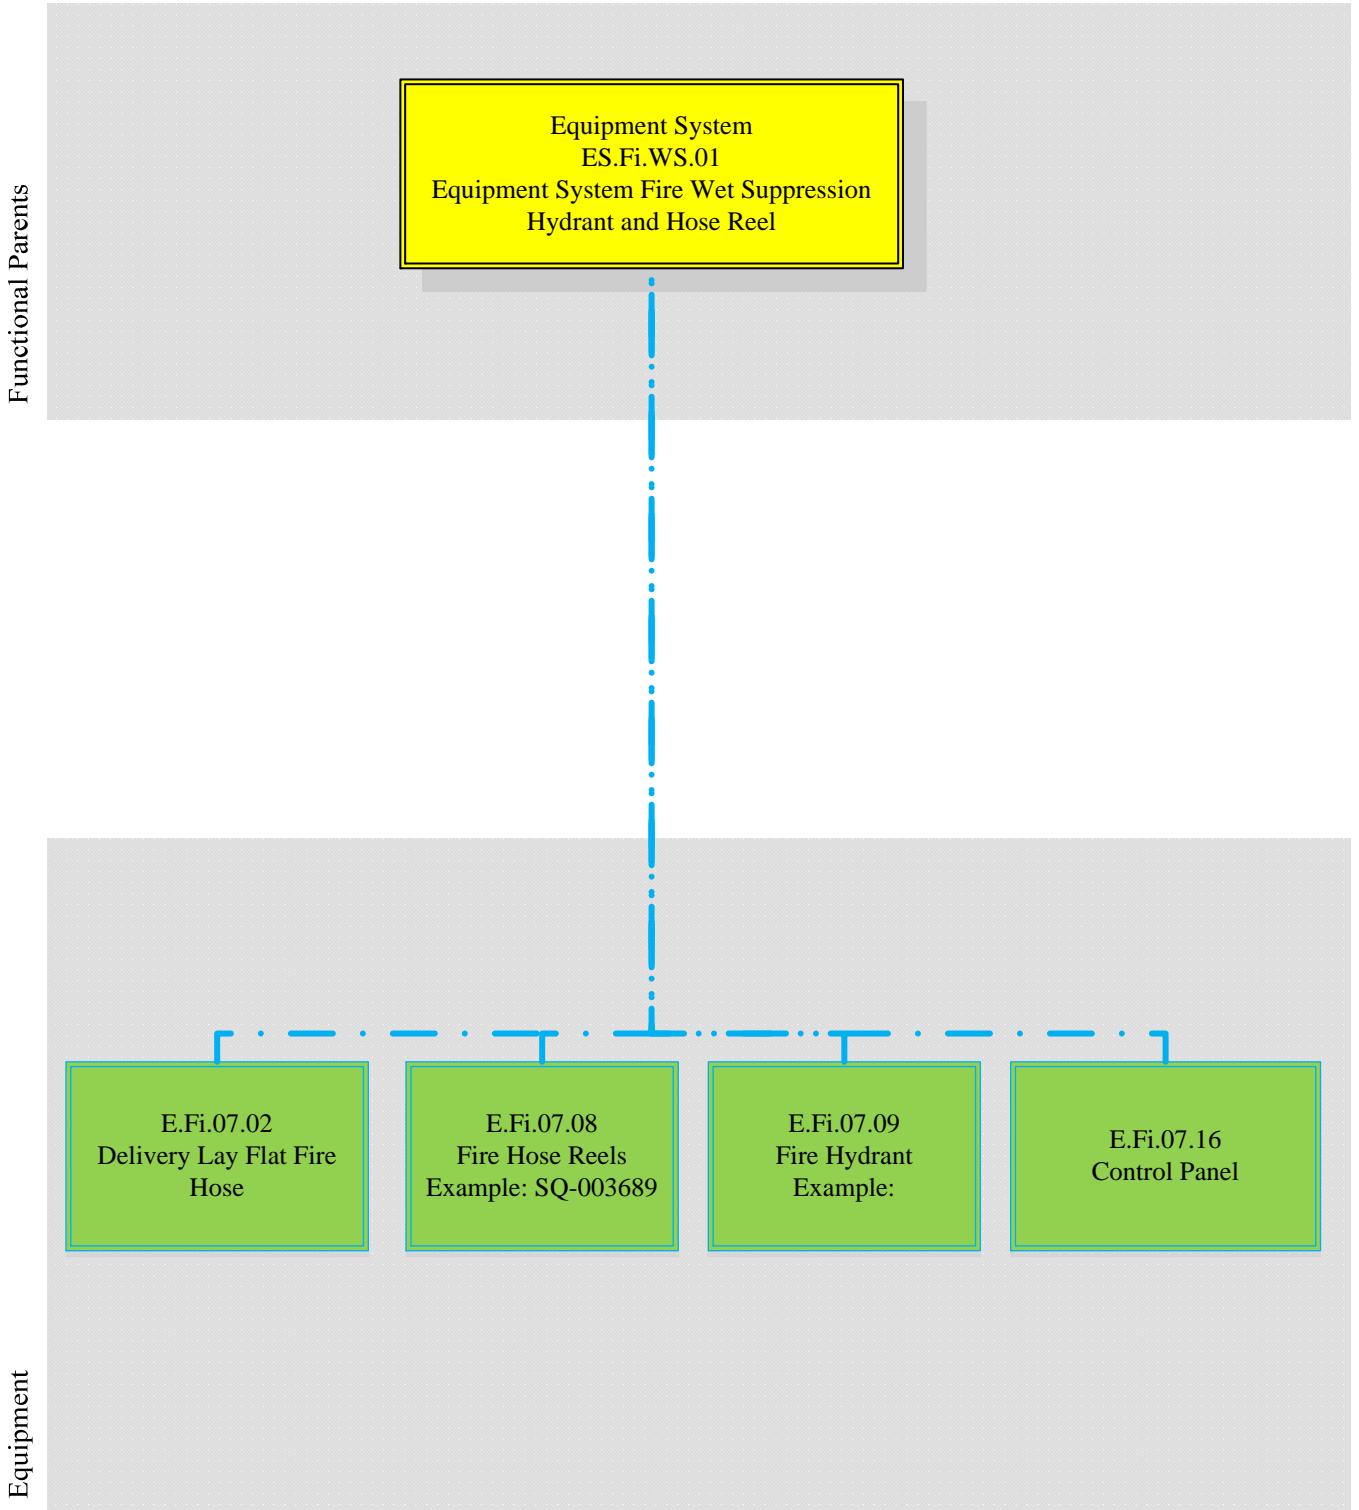 Functional Parents
Equipment System
ES.Fi.WS.01
Equipment System Fire Wet Suppression
Hydrant and Hose Reel
Equipment
E.Fi.07.02
Delivery Lay Flat Fire
Hose
E.Fi.07.08
Fire Hose Reels
Example: SQ-003689
E.Fi.07.09
Fire Hydrant
Example:
E.Fi.07.16
Control Panel